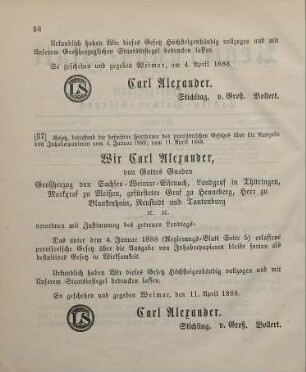 56
Urkundlich haben Wir dieses Gesetz Höchsteigenhändig vollzogen und mit
Unserem Großherzoglichen Staatsinsiegel bedrucken lassen.
So geschehen und gegeben Weimar, am 4. April 1888.
LS
Carl Alexander.
Stichling. v. Groß. Vollert.
[37] Gesetz, betreffend die definitive Fortdauer des provisorischen Gesetzes über die Ausgabe
von Inhaberpapieren vom 4. Januar 1888; vom 11. April 1888.
Wir Carl Alexander,
von Gottes Gnaden
Großherzog von Sachsen-Weimar-Eisenach, Landgraf in Thüringen,
Markgraf zu Meißen, gefürsteter Graf zu Henneberg, Herr zu
Blankenhain, Neustadt und Tautenburg
ꝛc. ꝛc.
verordnen mit Zustimmung des getreuen Landtags:
Das unter dem 4. Januar 1888 (Regierungs-Blatt Seite 5) erlassene
provisorische Gesetz über die Ausgabe von Inhaberpapieren bleibt fortan als
definitives Gesetz in Wirksamkeit.
Urkundlich haben Wir dieses Gesetz Höchsteigenhändig vollzogen und mit
Unserem Staatsinsiegel bedrucken lassen.
So geschehen und gegeben Weimar, den 11. April 1888.
LS
Carl Alexander.
Stichling. v. Groß. Vollert.